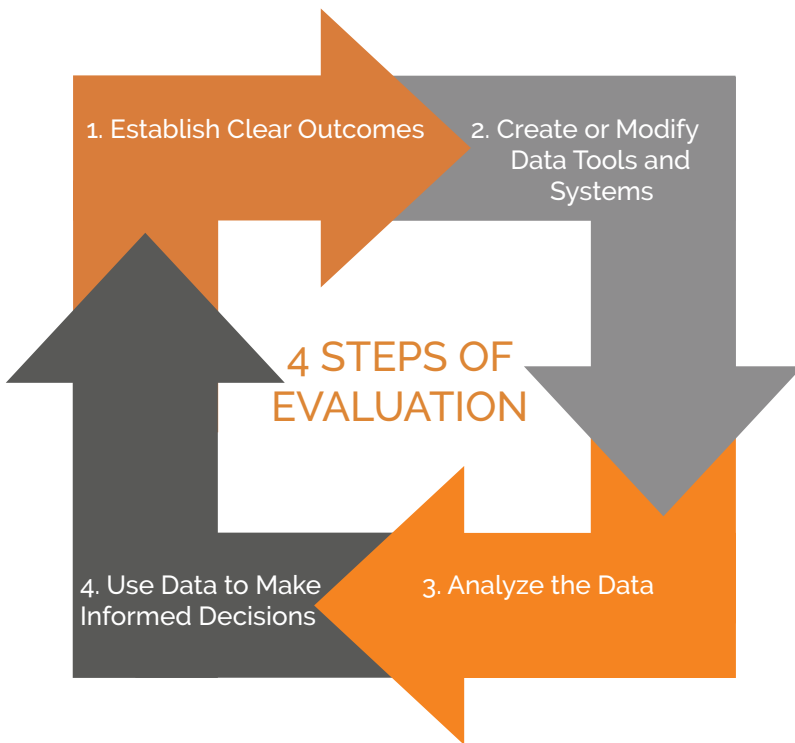 1. Establish Clear Outcomes
2. Create or Modify
Data Tools and
Systems
4 STEPS OF
EVALUATION
3. Analyze the Data
4. Use Data to Make
Informed Decisions